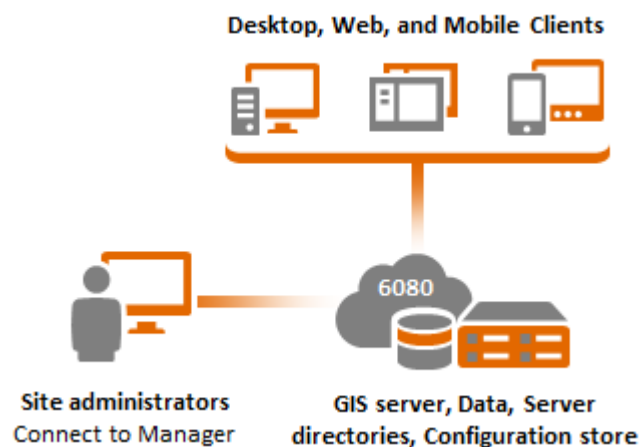 Desktop, Web, and Mobile Clients
6080
Site administrators
Connect to Manager
GIS server, Data, Server
directories, Configuration store